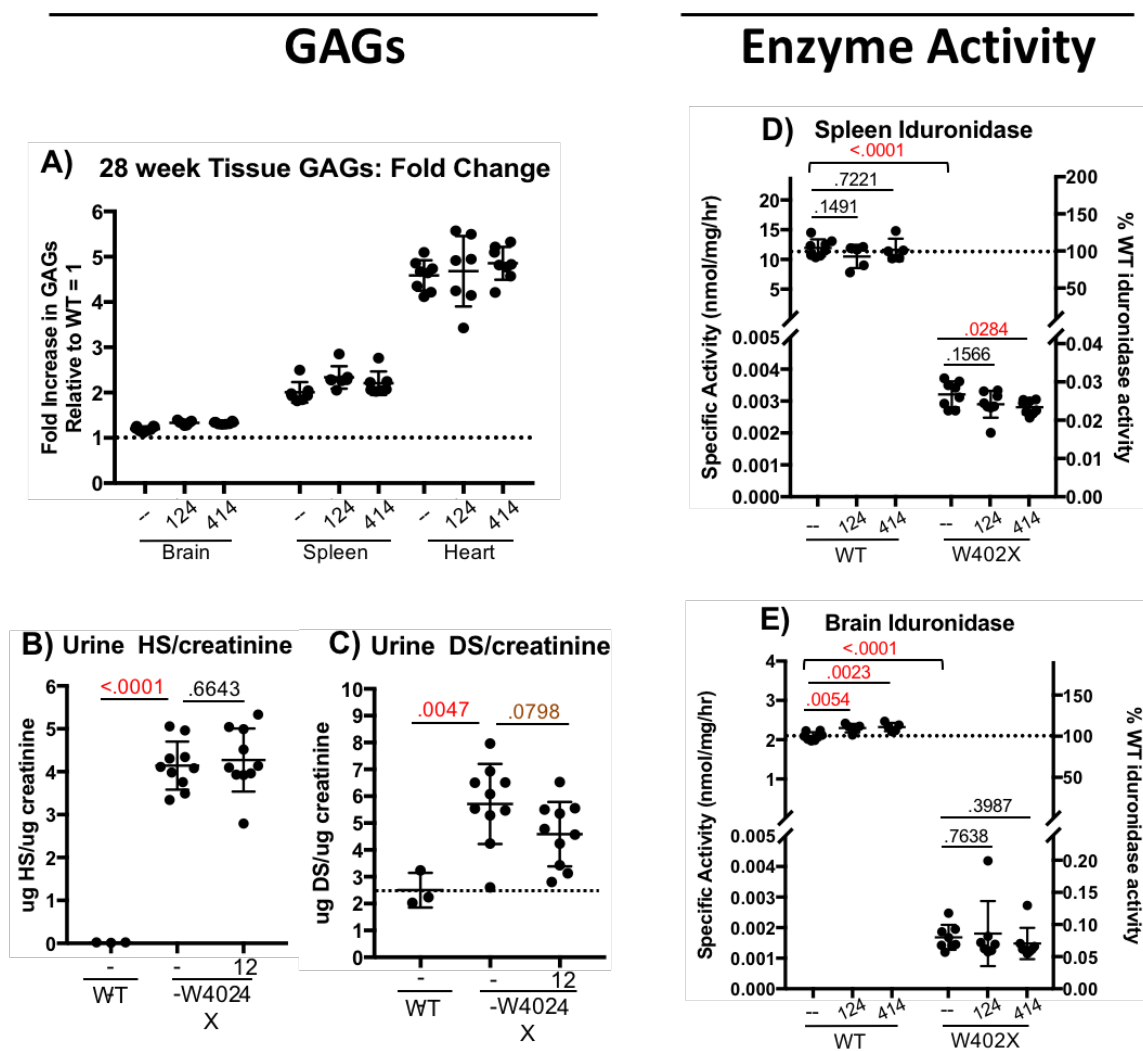 GAGs
Enzyme Activity
A) 28 week Tissue GAGs: Fold Change
Fold Increase in GAGs
Relative to WT = 1
6
5
4
3
2
1
0
-- 124 414 -- 124 414 -- 124 414
Brain Spleen Heart
B) Urine HS/creatinine
<.0001 .6643
ug HS/ug creatinine
6
5
4
3
2
1
0
- - 12
WT -W4024
X
C) Urine DS/creatinine
.0047 .0798
ug DS/ug creatinine
10
9
8
7
6
5
4
3
2
1
0
- 12
WT -W4024
X
D) Spleen Iduronidase
<.0001
.7221
.1491
.0284
.1566
Specific Activity (nmol/mg/hr)
20
15
10
5
0.005
0.004
0.003
0.002
0.001
0.000
% WT iduronidase activity
200
150
100
50
0.04
0.03
0.02
0.01
0.00
-- 124 414 -- 124 414
WT W402X
E) Brain Iduronidase
<.0001
.0023
.0054
.3987
.7638
Specific Activity (nmol/mg/hr)
4
3
2
1
0.005
0.004
0.003
0.002
0.001
0.000
% WT iduronidase activity
150
100
50
0.20
0.15
0.10
0.05
0.00
-- 124 414 -- 124 414
WT W402X